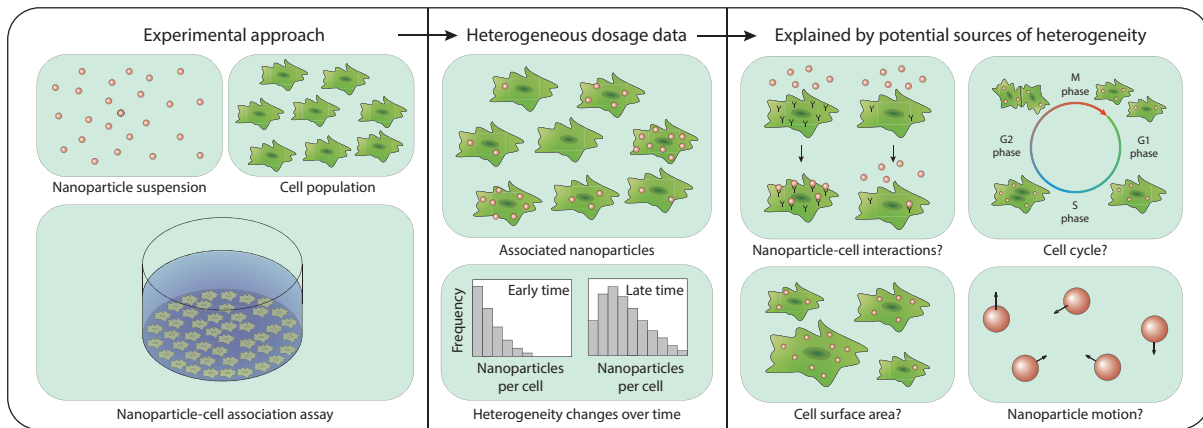 Experimental approach
Nanoparticle suspension
Cell population
Nanoparticle-cell association assay
Heterogeneous dosage data
Associated nanoparticles
Frequency
Early time
Nanoparticles
per cell
Late time
Nanoparticles
per cell
Heterogeneity changes over time
Explained by potential sources of heterogeneity
Nanoparticle-cell interactions?
M
phase
G1
phase
S
phase
G2
phase
Cell cycle?
Cell surface area?
Nanoparticle motion?